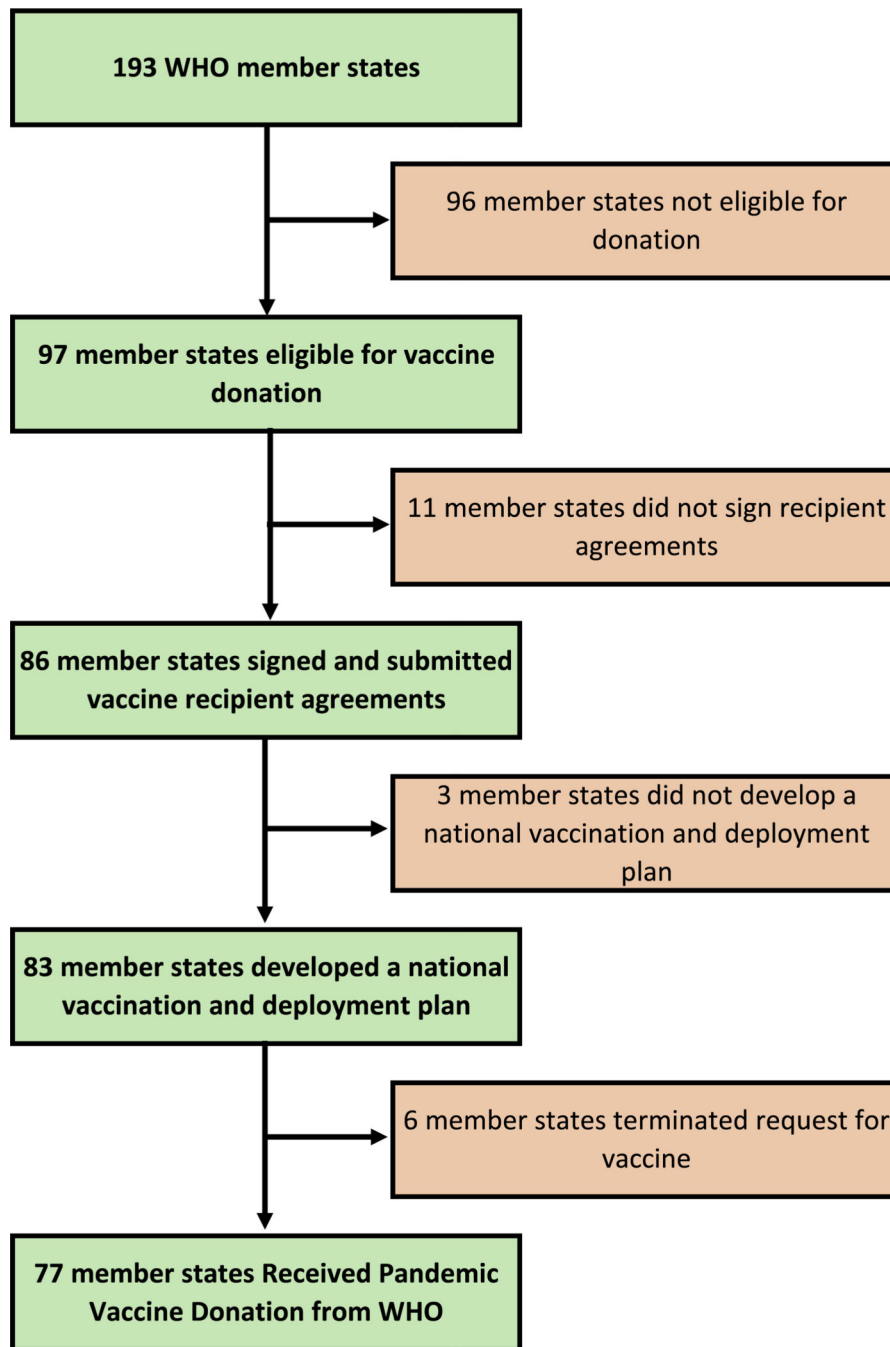 193 WHO member states
96 member states not eligible for
donation
97 member states eligible for vaccine
donation
11 member states did not sign recipient
agreements
86 member states signed and submitted
vaccine recipient agreements
3 member states did not develop a
national vaccination and deployment
plan
83 member states developed a national
vaccination and deployment plan
6 member states terminated request for
vaccine
77 member states Received Pandemic
Vaccine Donation from WHO